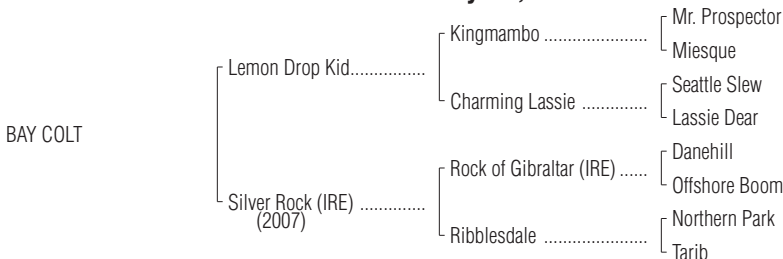 Mr. Prospector
Kingmambo ......................
Miesque
Lemon Drop Kid................
Seattle Slew
Charming Lassie ..............
Lassie Dear
BAY COLT
Danehill
Rock of Gibraltar (IRE) ......
Offshore Boom
Silver Rock (IRE) ..............
(2007)
Northern Park
Ribblesdale ......................
Tarib